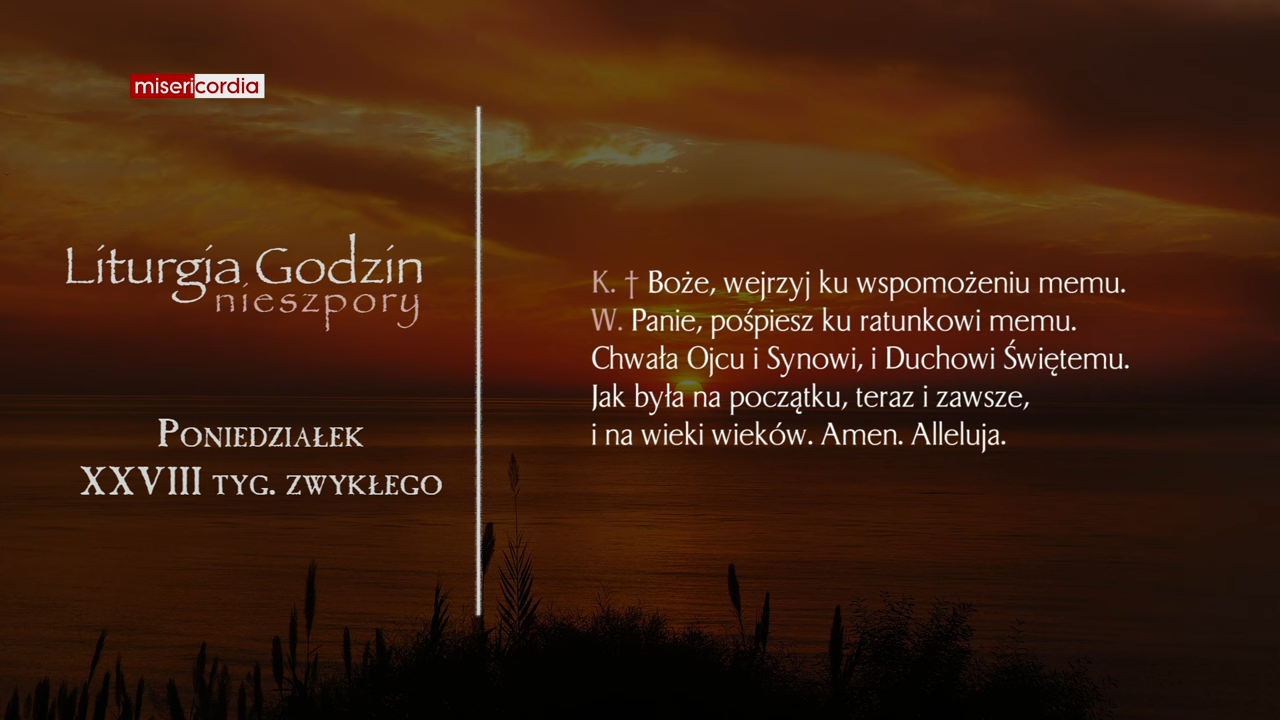 misericordia
Liturgia Godzin
nieszpory
Poniedziałek
XXVIII tyg. zwykłego
K. † Boże, wejrzyj ku wspomożeniu memu.
W. Panie, pośpiesz ku ratunkowi memu.
Chwała Ojcu i Synowi, i Duchowi Świętemu.
Jak była na początku, teraz i zawsze,
i na wieki wieków. Amen. Alleluja.